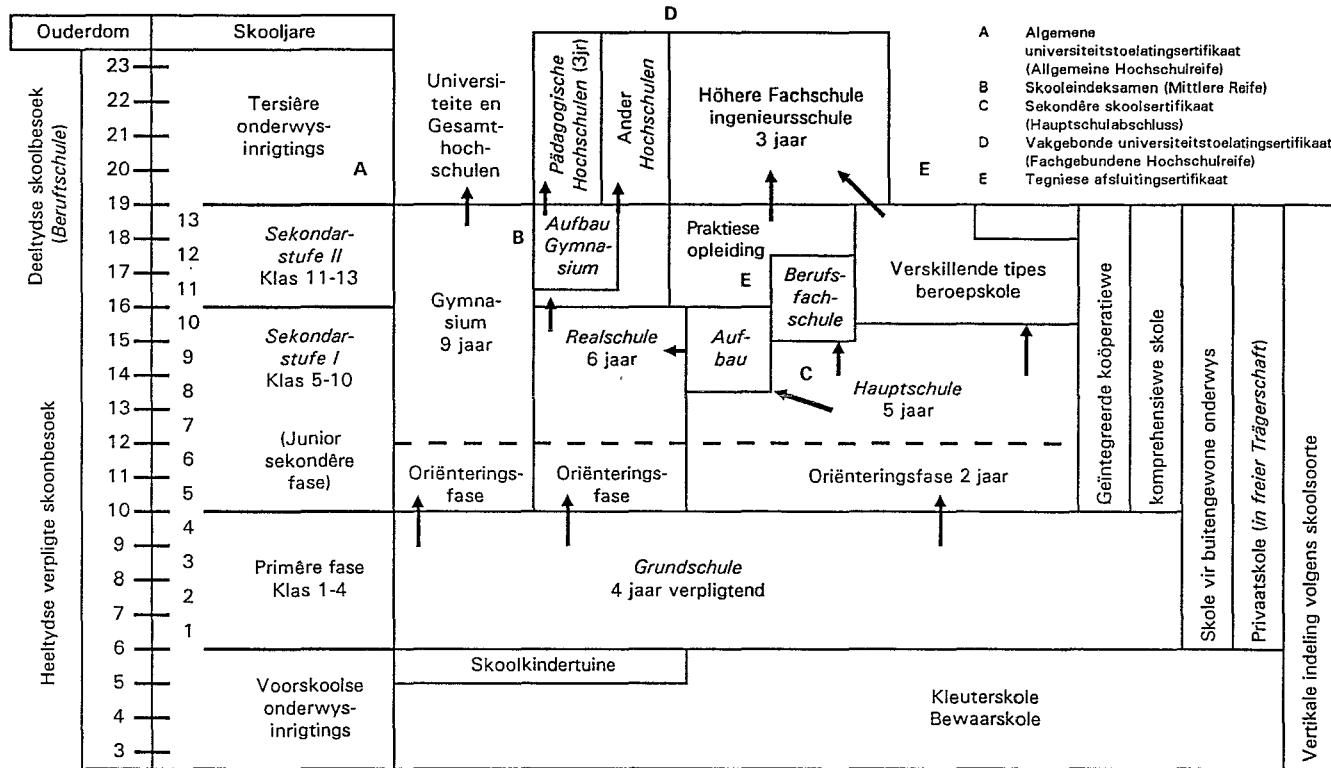 Ouderdom
Skooljare
D
A Algemene
universiteitstoelatingsertifikaat
(Allgemeine Hochschulreife)
B Skooleindeksamen (Mittlere Reife)
C Sekondêre skoolsertifikaat
(Hauptschulabschluss)
D Vakgebonde universiteitstoelatingsertifikaat
(Fachgebundene Hochschulreife)
E Tegniese afsluitingsertifikaat
Deeltydse skoolbesoek
(Beruftschule)
Heeltydse verpligte skoonbesoek
23
22
21
20
19
18
17
16
15
14
13
12
11
10
9
8
7
6
5
4
3
13
12
11
10
9
8
7
6
5
4
3
2
1
Tersiêre
onderwys-
inrigtings
A
Sekondar-
stufe II
Klas 11-13
Sekondar-
stufe I
Klas 5-10
(Junior
sekondêre
fase)
Primêre fase
Klas 1-4
Voorskoolse
onderwys-
inrigtings
Universi-
teite en
Gesamt-
hoch-
schulen
Pädagogische
Hochschulen (3jr)
Ander
Hochschulen
Höhere Fachschule
ingenieursschule
3 jaar
E
B
Aufbau
Gymna-
sium
Praktiese
opleiding
E
Berufs-
fach-
schule
Verskillende tipes
beroepskole
Gymna-
sium
9 jaar
Realschule
6 jaar
Auf-
bau
C
Hauptschule
5 jaar
Oriënterings-
fase
Oriënterings-
fase
Oriënteringsfase 2 jaar
Grundschule
4 jaar verpligtend
Skoolkindertuine
Kleuterskole
Bewaarskole
Geïntegreerde koöperatiewe
komprehensiewe skole
Skole vir buitengewone onderwys
Privaatskole (in freier Trägerschaft)
Vertikale indeling volgens skoolsoorte